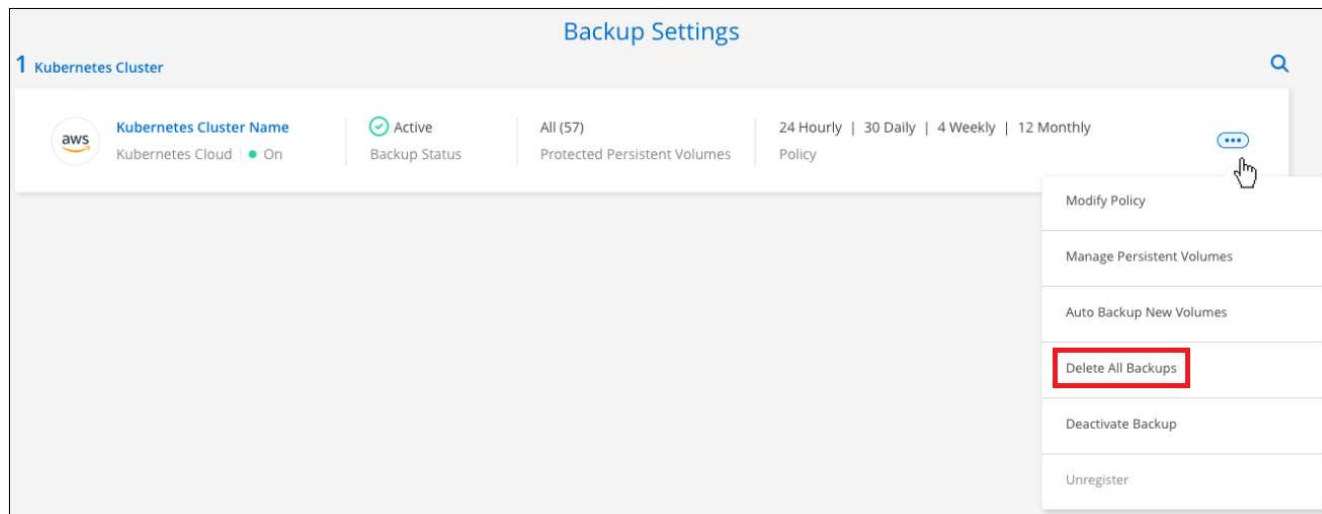 Backup Settings
1 Kubernetes Cluster
aws
Kubernetes Cluster Name
Active
All (57)
24 Hourly | 30 Daily | 4 Weekly | 12 Monthly
Kubernetes Cloud | On
Backup Status
Protected Persistent Volumes
Policy
Modify Policy
Manage Persistent Volumes
Auto Backup New Volumes
Delete All Backups
Deactivate Backup
Unregister